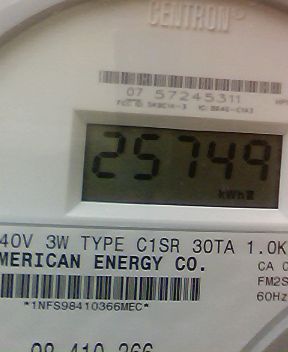 CENTRON
07 57245311
25749
kWh
40V 3W TYPE C1SR 30TA 1.0K
MERICAN ENERGY CO.
CA
FM2S
60Hz
*1NFS98410366MEC*
98 410 366